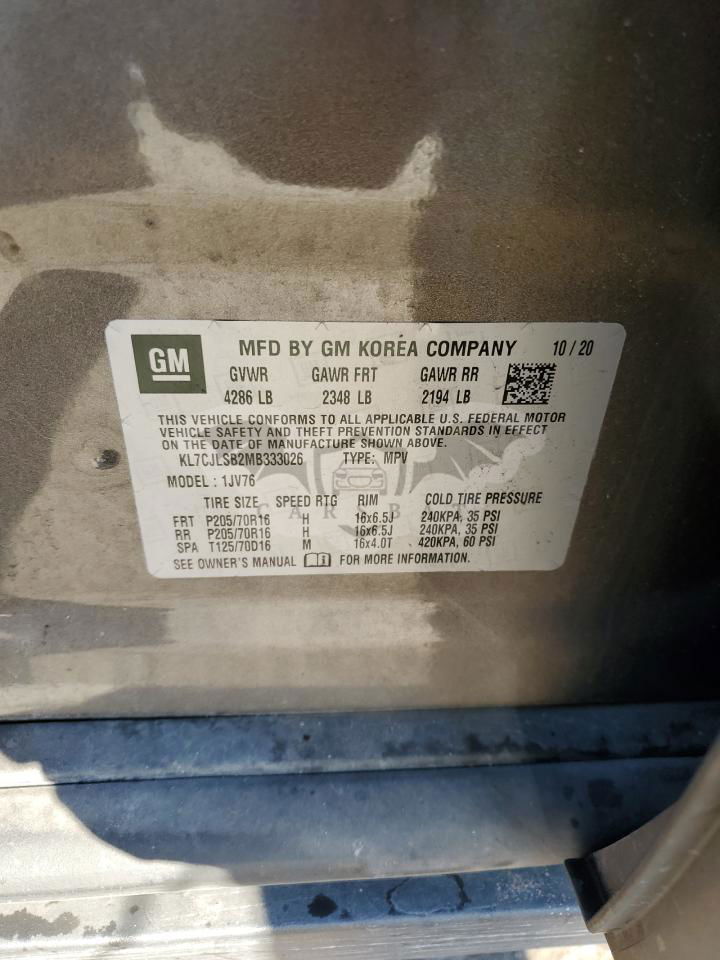 GM MFD BY GM KOREA COMPANY 10 / 20
GVWR GAWR FRT GAWR RR
4286 LB 2348 LB 2194 LB
THIS VEHICLE CONFORMS TO ALL APPLICABLE U.S. FEDERAL MOTOR
VEHICLE SAFETY AND THEFT PREVENTION STANDARDS IN EFFECT
ON THE DATE OF MANUFACTURE SHOWN ABOVE.
KL7CJLSB2MB333026 TYPE: MPV
MODEL : 1JV76
TIRE SIZE SPEED RTG RIM COLD TIRE PRESSURE
FRT P205/70R16 H 16x6.5J 240KPA, 35 PSI
RR P205/70R16 H 16x6.5J 240KPA, 35 PSI
SPA T125/70D16 M 16x4.0T 420KPA, 60 PSI
SEE OWNER'S MANUAL FOR MORE INFORMATION.